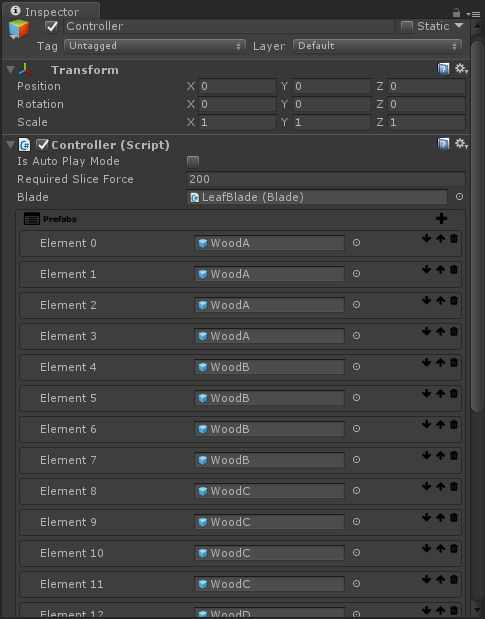 Inspector
Controller Static
Tag Untagged Layer Default
Transform
Position X 0 Y 0 Z 0
Rotation X 0 Y 0 Z 0
Scale X 1 Y 1 Z 1
Controller (Script)
Is Auto Play Mode
Required Slice Force 200
Blade LeafBlade (Blade)
Prefabs
Element 0 WoodA
Element 1 WoodA
Element 2 WoodA
Element 3 WoodA
Element 4 WoodB
Element 5 WoodB
Element 6 WoodB
Element 7 WoodB
Element 8 WoodC
Element 9 WoodC
Element 10 WoodC
Element 11 WoodC
Element 12 WoodD